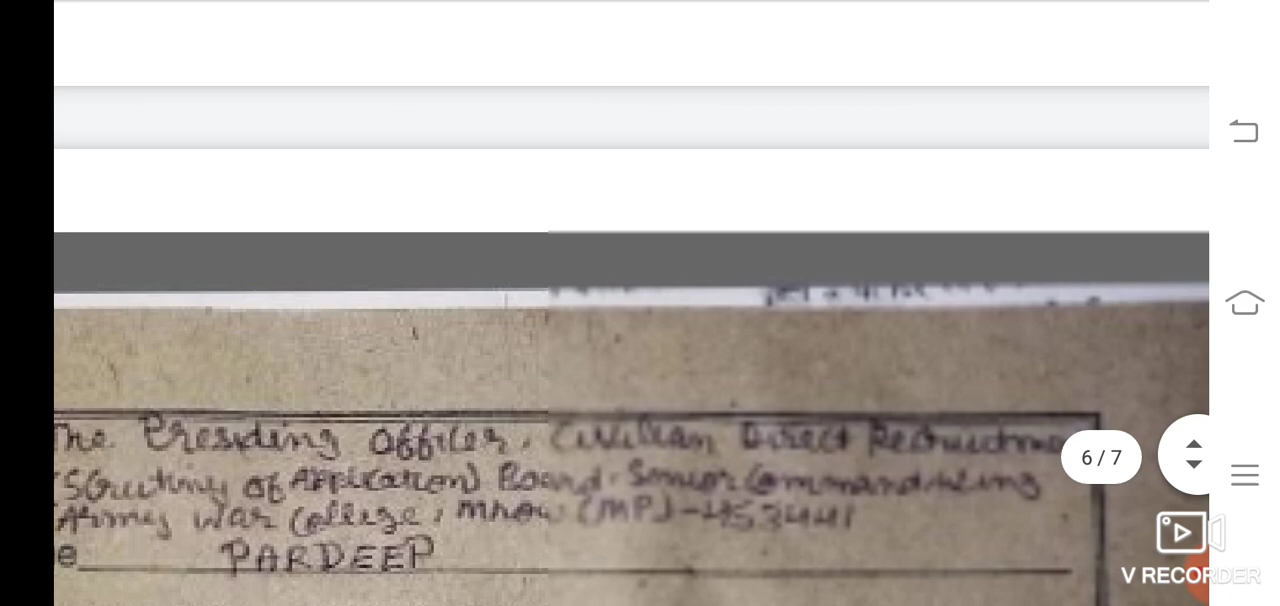 The Presiding Officer, Civilian Direct Recruitme
(Scrutiny of Application) Board. Senior Command Wing
Army War College, Mhow (MP)-453441
6 / 7
e PARDEEP
V RECORDER